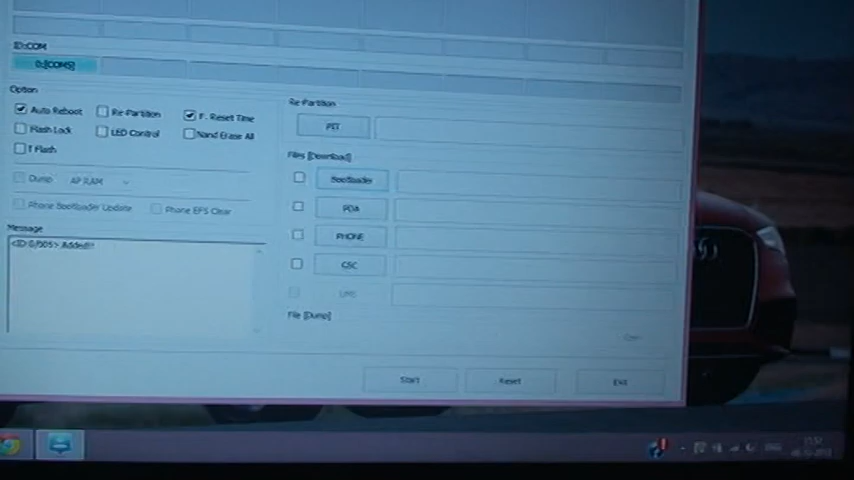 ID:COM
0:[COM5]
Option
Auto Reboot Re-Partition F. Reset Time
Flash Lock LED Control Nand Erase All
T Flash
Dump AP RAM
Phone Bootloader Update Phone EFS Clear
Message
<ID:0/005> Added!!
Re-Partition
PIT
Files [Download]
Bootloader
PDA
PHONE
CSC
UMS
File [Dump]
Start Reset Exit